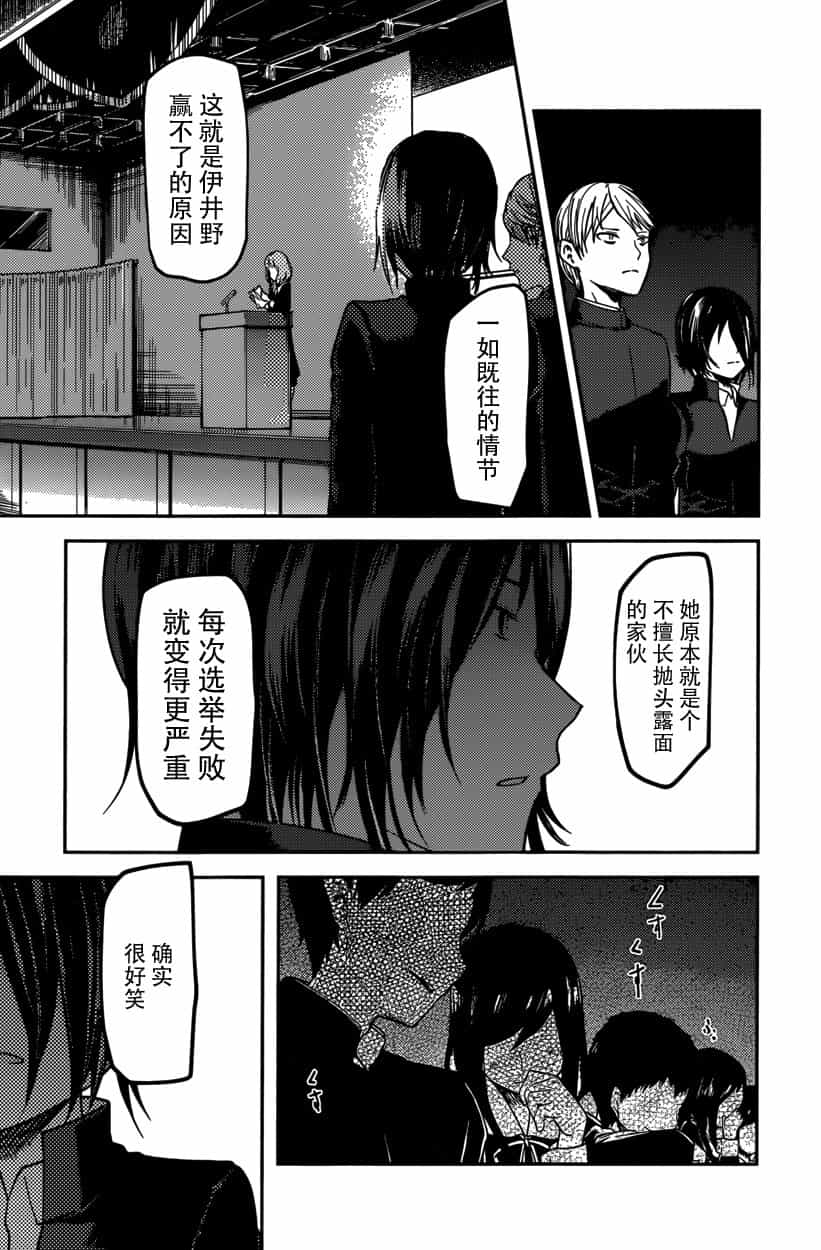 一如既往的情节
这就是伊井野
赢不了的原因
她原本就是个
不擅长抛头露面
的家伙
每次选举失败
就变得更严重
くす
くす
くす
确实
很好笑